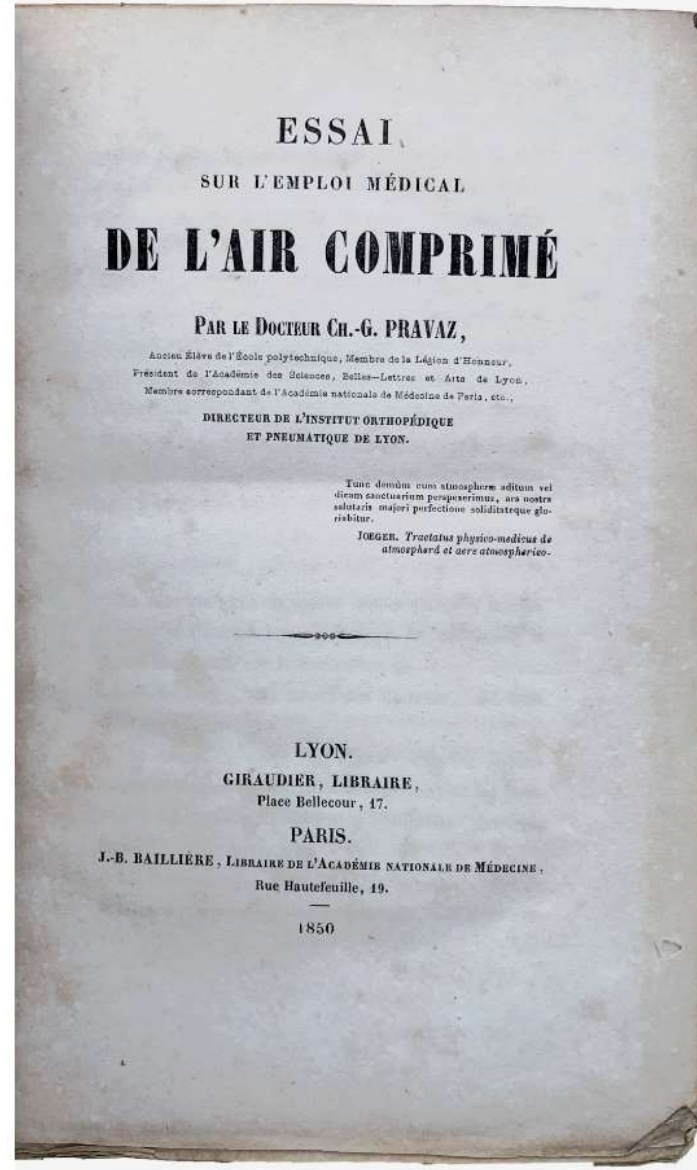 ESSAI
SUR L'EMPLOI MÉDICAL
DE L'AIR COMPRIMÉ
PAR LE DOCTEUR CH.-G. PRAVAZ,
Ancien Élève de l'École polytechnique, Membre de la Légion d'Honneur,
Président de l'Académie des Sciences, Belles-Lettres et Arts de Lyon,
Membre correspondant de l'Académie nationale de Médecine de Paris, etc.,
DIRECTEUR DE L'INSTITUT ORTHOPÉDIQUE
ET PNEUMATIQUE DE LYON.
Tunc demùm cum atmospheræ aditum vel
dicam sanctuarium perspexerimus, ars nostra
salutaris majori perfectione soliditateque glo-
riabitur.
JOEGER. Tractatus physico-medicus de
atmospherâ et aere atmospherico.
LYON.
GIRAUDIER, LIBRAIRE,
Place Bellecour, 17.
PARIS.
J.-B. BAILLIÈRE, LIBRAIRE DE L'ACADÉMIE NATIONALE DE MÉDECINE,
Rue Hautefeuille, 19.
1850